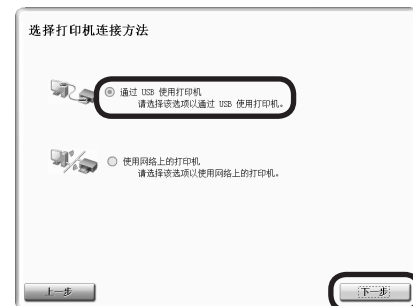 选择打印机连接方法
通过 USB 使用打印机
请选择该选项以通过 USB 使用打印机。
使用网络上的打印机
请选择该选项以使用网络上的打印机。
上一步
下一步